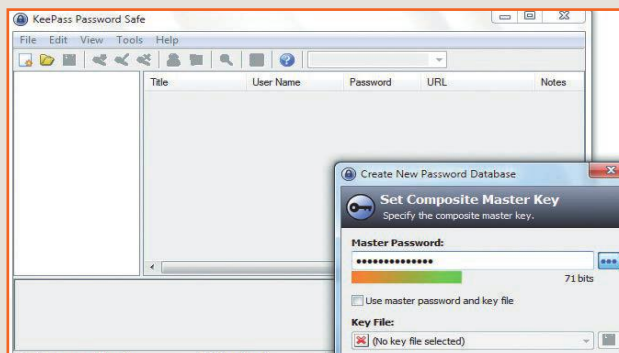 KeePass Password Safe
File Edit View Tools Help
Title User Name Password URL Notes
Create New Password Database
Set Composite Master Key
Specify the composite master key.
Master Password:
••••••••••••••
71 bits
Use master password and key file
Key File:
(No key file selected)